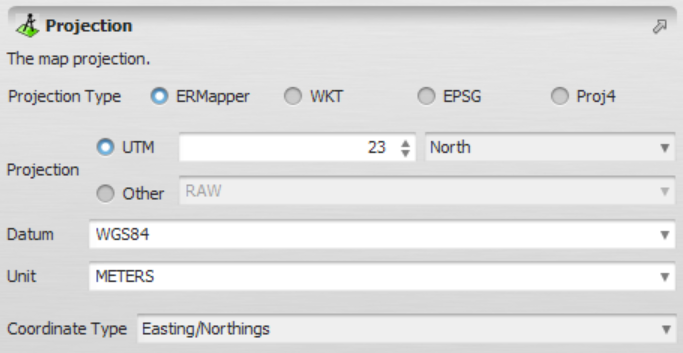 Projection
The map projection.
Projection Type ERMapper WKT EPSG Proj4
UTM 23 North
Projection
Other RAW
Datum WGS84
Unit METERS
Coordinate Type Easting/Northings